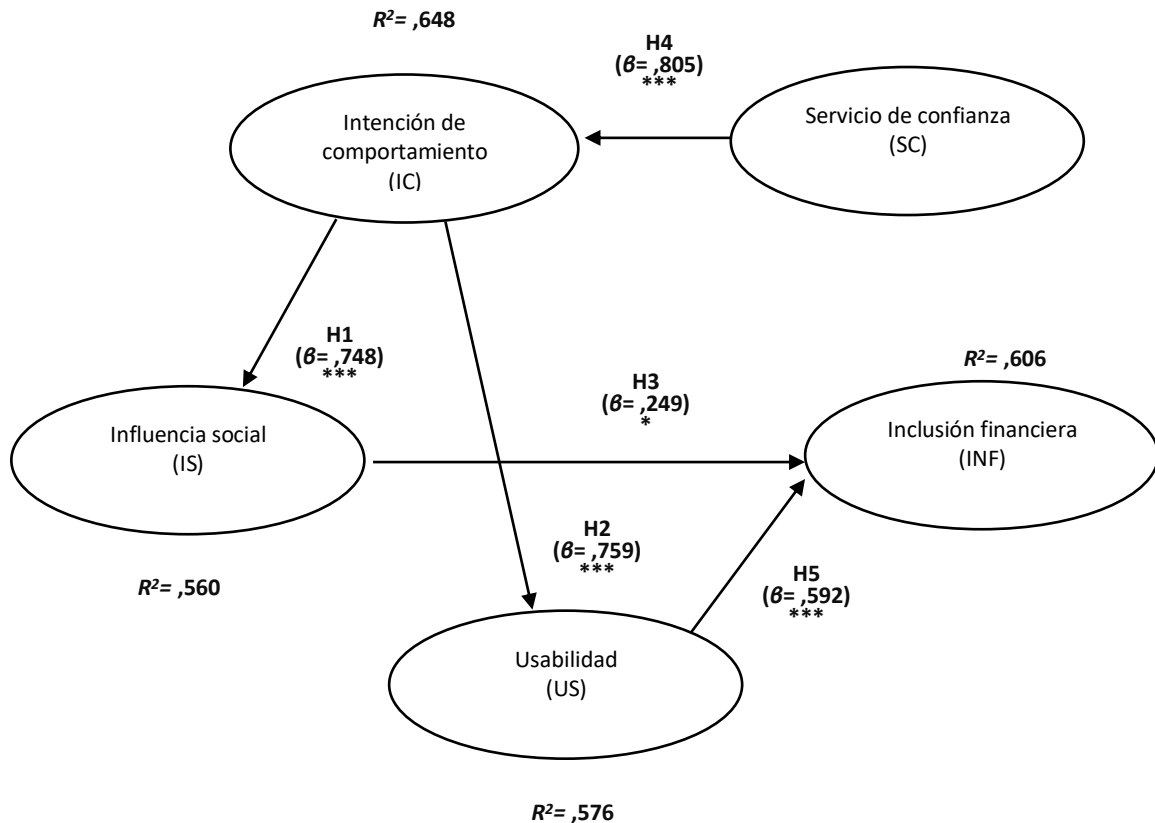 R²= ,648
H4
(β= ,805)
***
Intención de
comportamiento
(IC)
Servicio de confianza
(SC)
H1
(β= ,748)
***
R²= ,606
H3
(β= ,249)
*
Influencia social
(IS)
Inclusión financiera
(INF)
H2
(β= ,759)
***
H5
(β= ,592)
***
R²= ,560
Usabilidad
(US)
R²= ,576